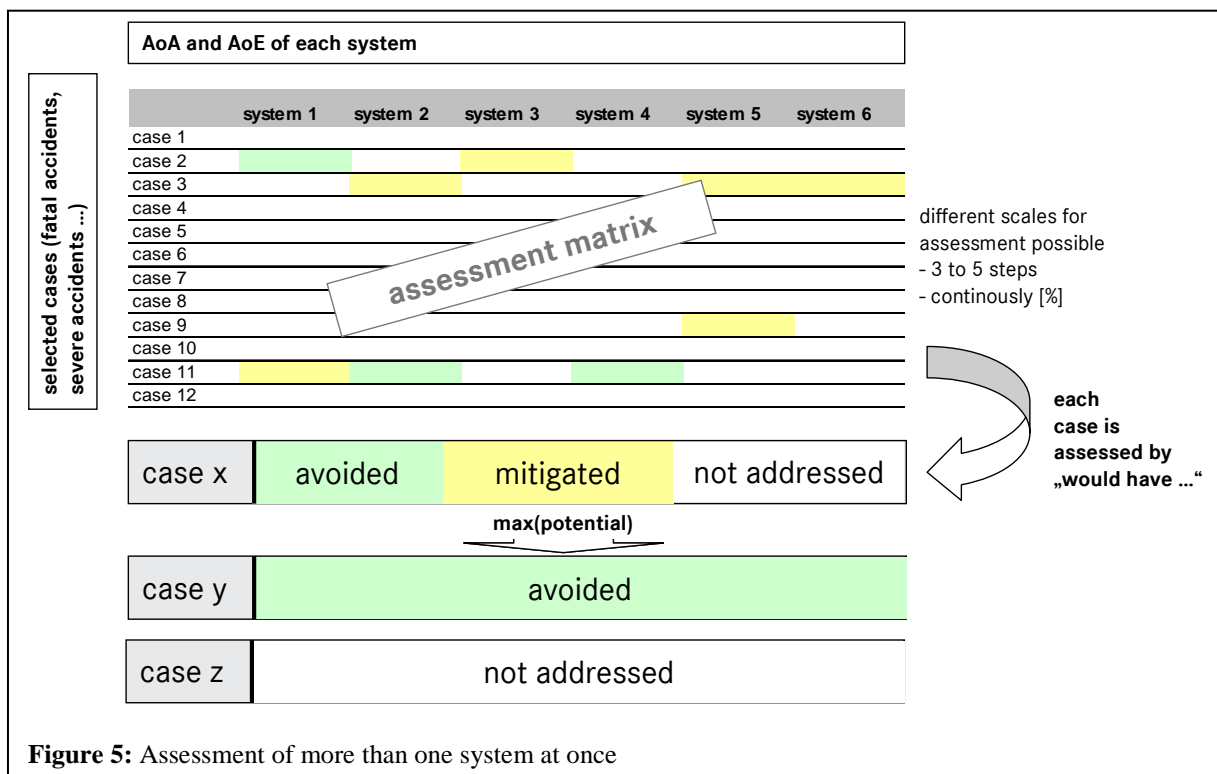 AoA and AoE of each system
selected cases (fatal accidents,
severe accidents ...)
system 1 system 2 system 3 system 4 system 5 system 6
case 1
case 2
case 3
case 4
case 5
case 6
case 7
case 8
case 9
case 10
case 11
case 12
assessment matrix
different scales for
assessment possible
- 3 to 5 steps
- continously [%]
each
case is
assessed by
„would have ...“
case x avoided mitigated not addressed
max(potential)
case y avoided
case z not addressed
Figure 5: Assessment of more than one system at once